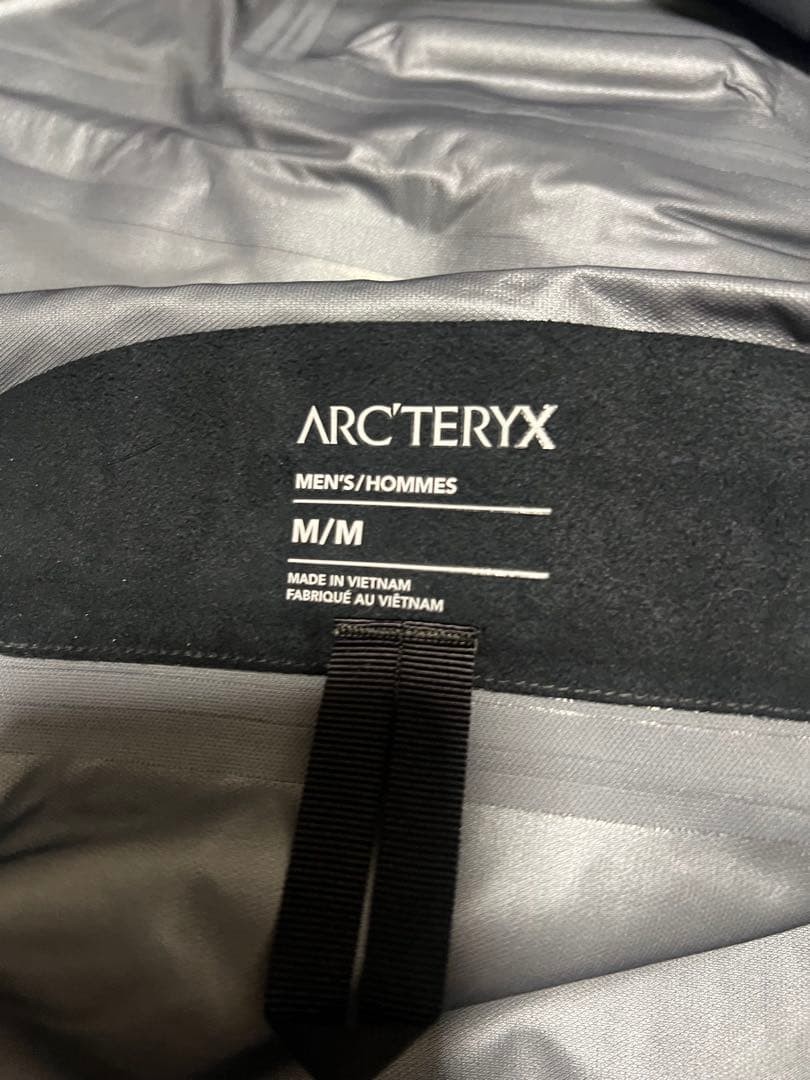 ARC'TERYX
MEN'S/HOMMES
M/M
MADE IN VIETNAM
FABRIQUÉ AU VIÊTNAM